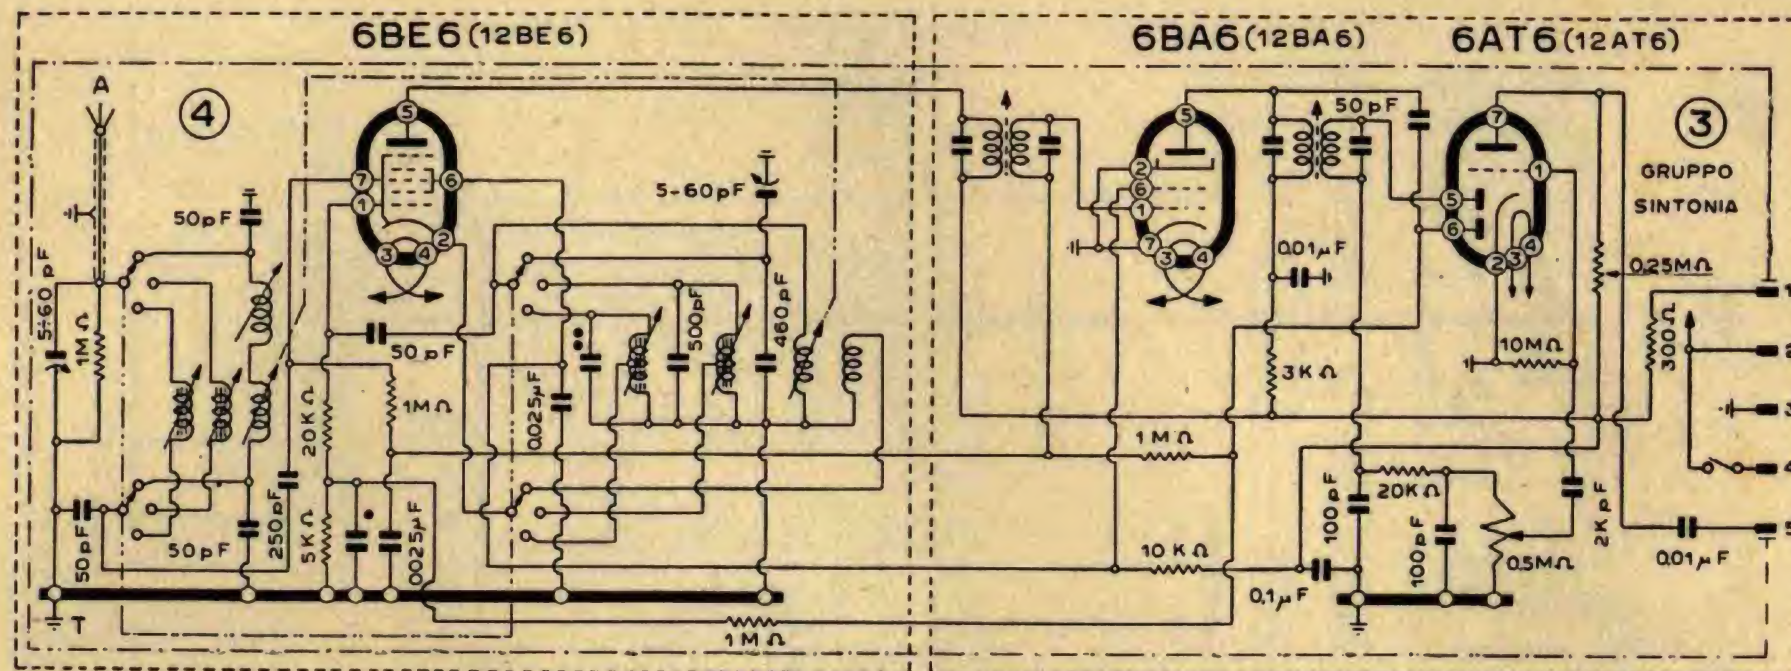 6BE6 (12BE6)
6BA6 (12BA6)
6AT6 (12AT6)
A
4
3
GRUPPO
SINTONIA
50pF
5÷60pF
1MΩ
5-60pF
50pF
20KΩ
1MΩ
50pF
0.025µF
500pF
460pF
250pF
5KΩ
0025µF
50pF
50pF
T
1MΩ
50pF
0.01µF
3KΩ
1MΩ
10KΩ
0,1µF
100pF
20KΩ
100pF
0.5MΩ
2KpF
0.01µF
0.25MΩ
300Ω
10MΩ
5
7
6
1
2
3
4
5
2
6
1
7
3
4
7
1
5
6
2
3
4
1
2
3
4
5